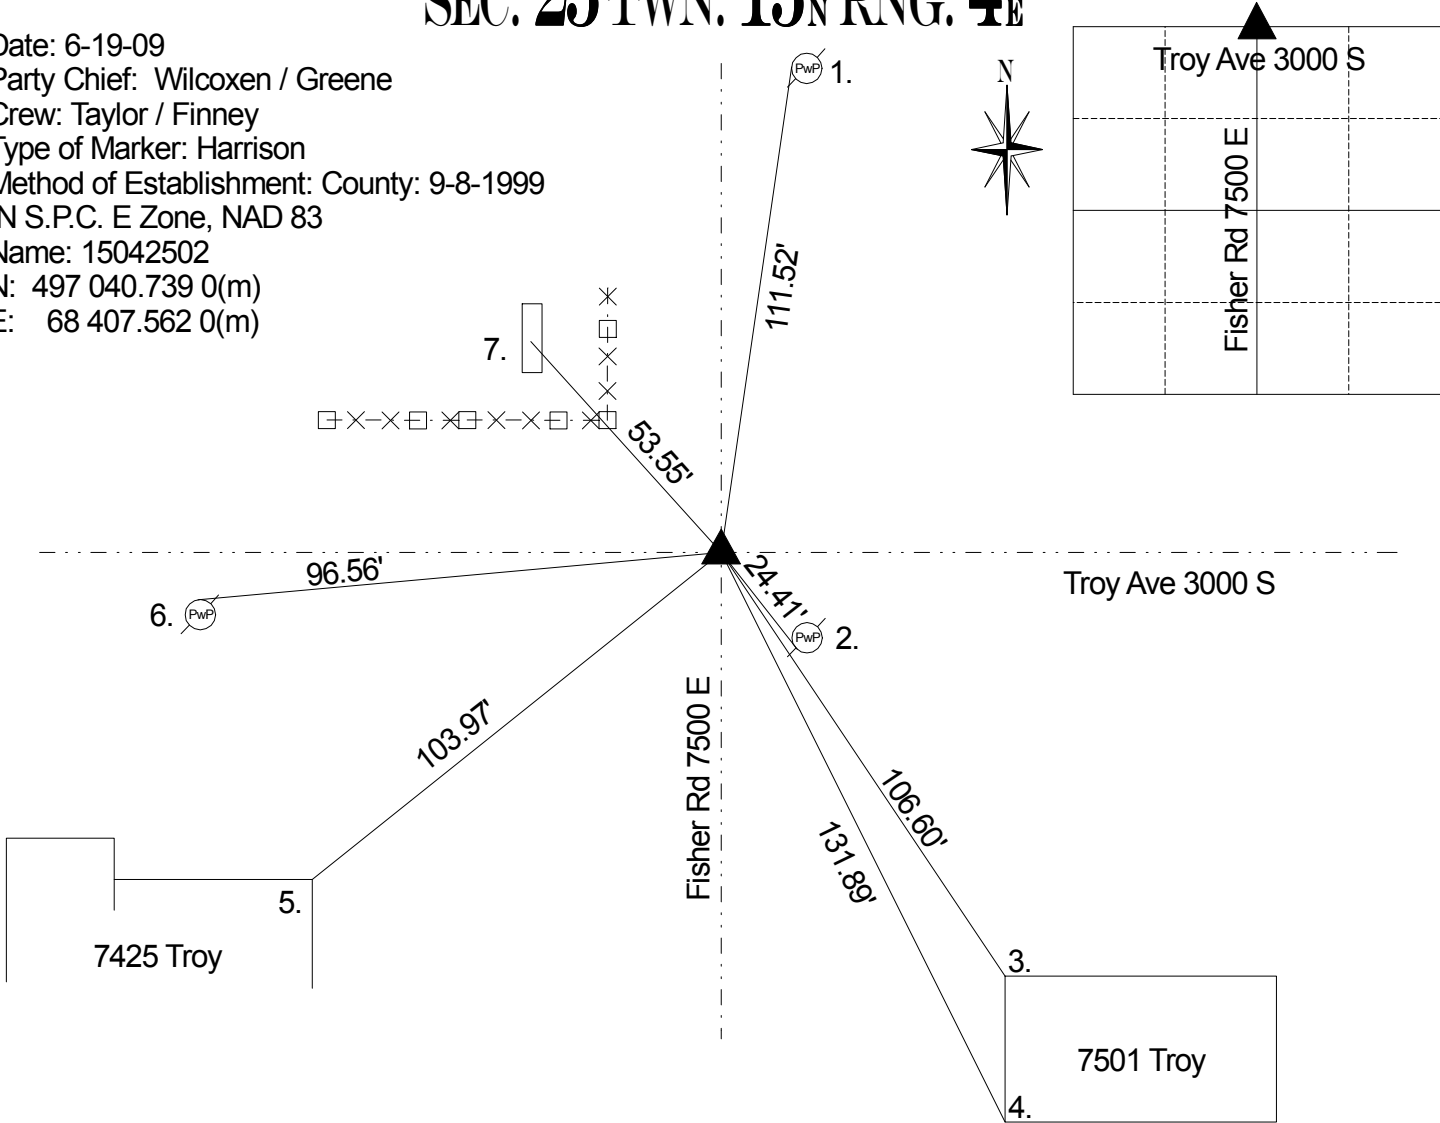 SEC. 25 TWN. 15N RNG. 4E
Date: 6-19-09
Party Chief: Wilcoxen / Greene
Crew: Taylor / Finney
Type of Marker: Harrison
Method of Establishment: County: 9-8-1999
IN S.P.C. E Zone, NAD 83
Name: 15042502
N: 497 040.739 0(m)
E: 68 407.562 0(m)
PwP 1.
N
Troy Ave 3000 S
Fisher Rd 7500 E
111.52'
7.
53.55'
96.56'
24.41'
Troy Ave 3000 S
6. PwP
PwP 2.
Fisher Rd 7500 E
103.97'
106.60'
131.89'
5.
7425 Troy
3.
7501 Troy
4.